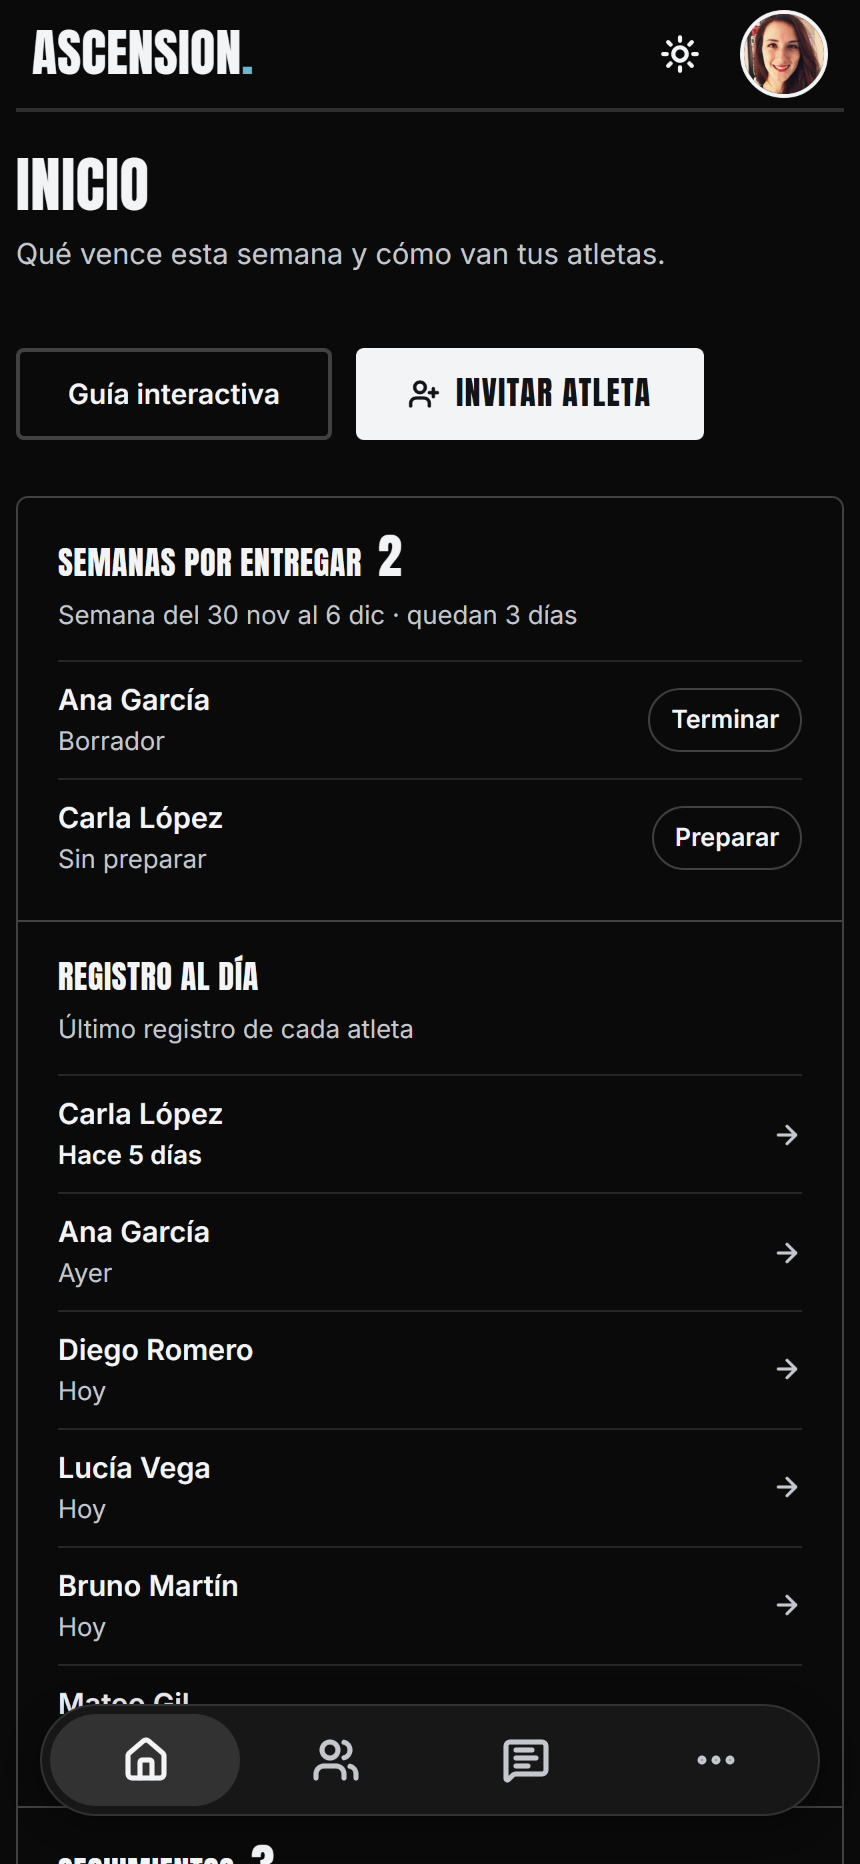 ASCENSION.
INICIO
Qué vence esta semana y cómo van tus atletas.
Guía interactiva
INVITAR ATLETA
SEMANAS POR ENTREGAR 2
Semana del 30 nov al 6 dic · quedan 3 días
Ana García
Borrador
Terminar
Carla López
Sin preparar
Preparar
REGISTRO AL DÍA
Último registro de cada atleta
Carla López
Hace 5 días
Ana García
Ayer
Diego Romero
Hoy
Lucía Vega
Hoy
Bruno Martín
Hoy
Mateo Gil
SEGUIMIENTOS